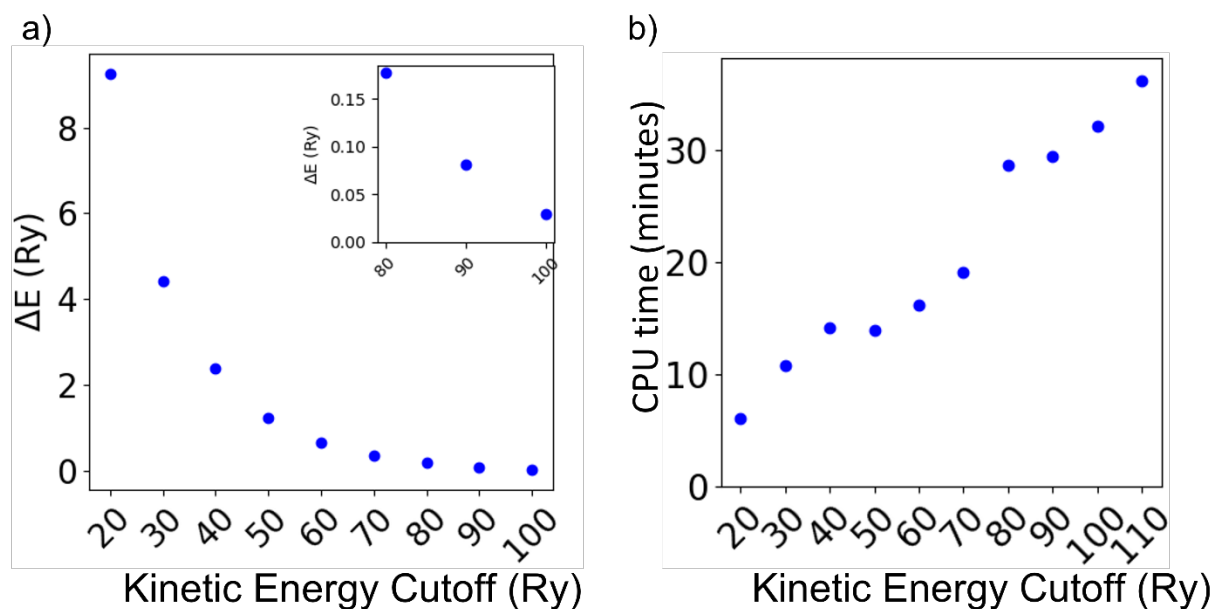 a)
ΔE (Ry)
8
6
4
2
0
20 30 40 50 60 70 80 90 100
Kinetic Energy Cutoff (Ry)
ΔE (Ry)
0.15
0.10
0.05
0.00
80 90 100
b)
CPU time (minutes)
30
20
10
0
20 30 40 50 60 70 80 90 100 110
Kinetic Energy Cutoff (Ry)